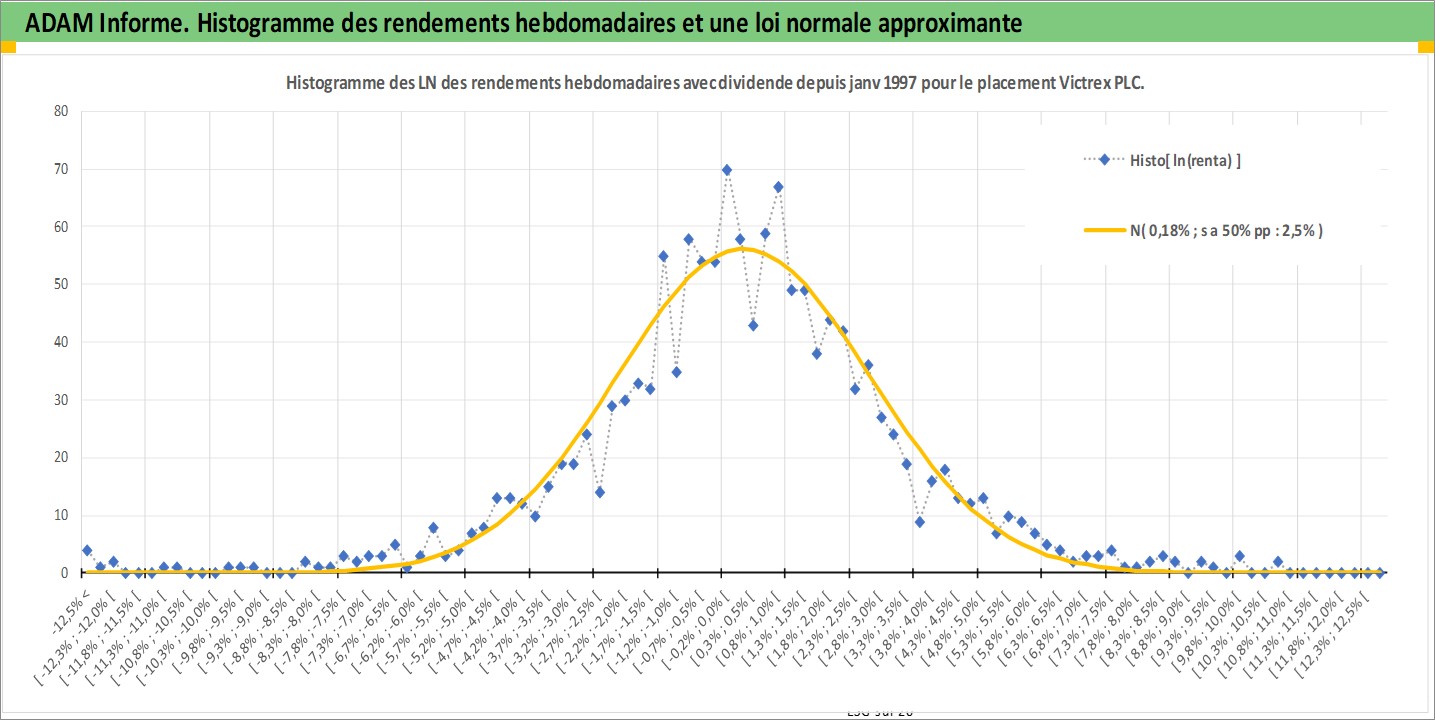 ADAM Informe. Histogramme des rendements hebdomadaires et une loi normale approximante
Histogramme des LN des rendements hebdomadaires avec dividende depuis janv 1997 pour le placement Victrex PLC.
80
70
60
50
40
30
20
10
0
Histo[ ln(renta) ]
N( 0,18% ; s a 50% pp : 2,5% )
-12,5% <
[ -12,3% ; -12,0% [
[ -11,8% ; -11,5% [
[ -11,3% ; -11,0% [
[ -10,8% ; -10,5% [
[ -10,3% ; -10,0% [
[ -9,8% ; -9,5% [
[ -9,3% ; -9,0% [
[ -8,8% ; -8,5% [
[ -8,3% ; -8,0% [
[ -7,8% ; -7,5% [
[ -7,3% ; -7,0% [
[ -6,7% ; -6,5% [
[ -6,2% ; -6,0% [
[ -5,7% ; -5,5% [
[ -5,2% ; -5,0% [
[ -4,7% ; -4,5% [
[ -4,2% ; -4,0% [
[ -3,7% ; -3,5% [
[ -3,2% ; -3,0% [
[ -2,7% ; -2,5% [
[ -2,2% ; -2,0% [
[ -1,7% ; -1,5% [
[ -1,2% ; -1,0% [
[ -0,7% ; -0,5% [
[ -0,2% ; 0,0% [
[ 0,3% ; 0,5% [
[ 0,8% ; 1,0% [
[ 1,3% ; 1,5% [
[ 1,8% ; 2,0% [
[ 2,3% ; 2,5% [
[ 2,8% ; 3,0% [
[ 3,3% ; 3,5% [
[ 3,8% ; 4,0% [
[ 4,3% ; 4,5% [
[ 4,8% ; 5,0% [
[ 5,3% ; 5,5% [
[ 5,8% ; 6,0% [
[ 6,3% ; 6,5% [
[ 6,8% ; 7,0% [
[ 7,3% ; 7,5% [
[ 7,8% ; 8,0% [
[ 8,3% ; 8,5% [
[ 8,8% ; 9,0% [
[ 9,3% ; 9,5% [
[ 9,8% ; 10,0% [
[ 10,3% ; 10,5% [
[ 10,8% ; 11,0% [
[ 11,3% ; 11,5% [
[ 11,8% ; 12,0% [
[ 12,3% ; 12,5% [